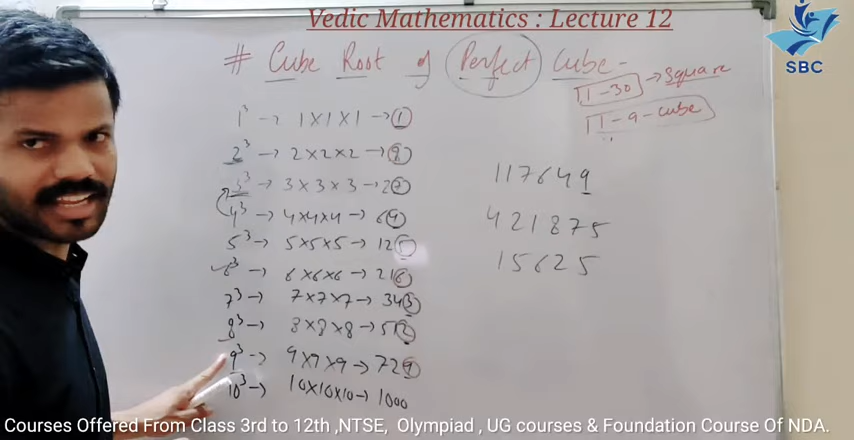 Vedic Mathematics : Lecture 12
SBC
# Cube Root of Perfect Cube -
1-30 → Square
1-9-cube
1³ → 1×1×1 → 1
2³ → 2×2×2 → 8
3³ → 3×3×3 → 27
4³ → 4×4×4 → 64
5³ → 5×5×5 → 125
6³ → 6×6×6 → 216
7³ → 7×7×7 → 343
8³ → 8×8×8 → 512
9³ → 9×9×9 → 729
10³ → 10×10×10 → 1000
117649
421875
15625
Courses Offered From Class 3rd to 12th ,NTSE, Olympiad , UG courses & Foundation Course Of NDA.